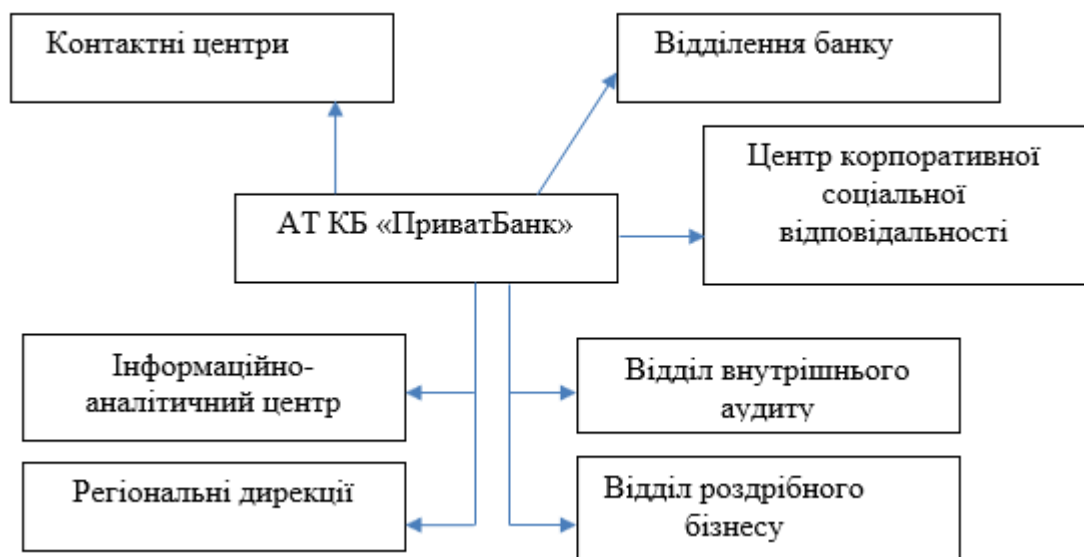 Контактні центри
Відділення банку
Центр корпоративної
соціальної
відповідальності
АТ КБ «ПриватБанк»
Інформаційно-
аналітичний центр
Відділ внутрішнього
аудиту
Регіональні дирекції
Відділ роздрібного
бізнесу